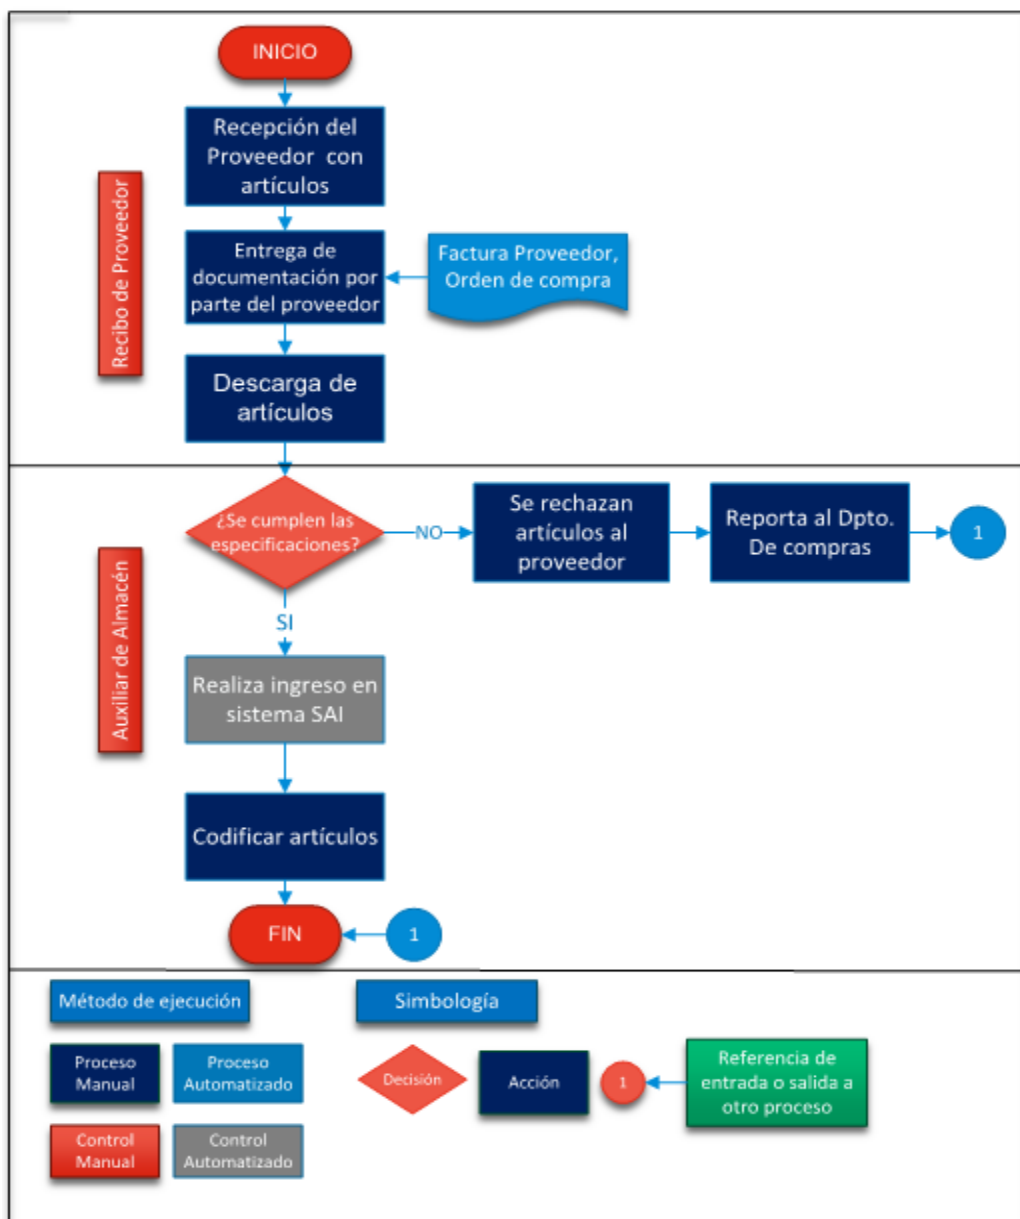 INICIO
Recepción del
Proveedor con
artículos
Recibo de Proveedor
Entrega de
documentación por
parte del proveedor
Factura Proveedor,
Orden de compra
Descarga de
artículos
¿Se cumplen las
especificaciones?
NO
Se rechazan
artículos al
proveedor
Reporta al Dpto.
De compras
1
SI
Auxiliar de Almacén
Realiza ingreso en
sistema SAI
Codificar artículos
FIN
1
Método de ejecución
Simbología
Proceso
Manual
Proceso
Automatizado
Decisión
Acción
1
Referencia de
entrada o salida a
otro proceso
Control
Manual
Control
Automatizado